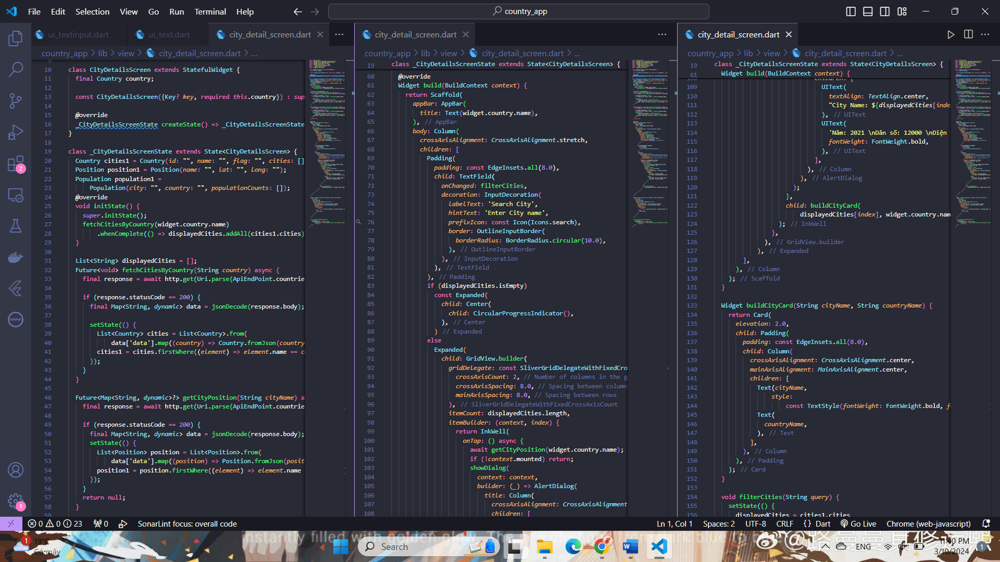 File Edit Selection View Go Run Terminal Help
country_app
ui_textinput.dart
ui_text.dart
city_detail_screen.dart
country_app > lib > view > city_detail_screen.dart > ...
9
10 class CityDetailsScreen extends StatefulWidget {
11 final Country country;
12
13 const CityDetailsScreen({Key? key, required this.country}) : sup
14
15 @override
16 _CityDetailsScreenState createState() => _CityDetailsScreenState
17 }
18
19 class _CityDetailsScreenState extends State<CityDetailsScreen> {
20 Country cities1 = Country(id: "", name: "", flag: "", cities: []
21 Position position1 = Position(name: "", lat: "", long: "");
22 Population population1 =
23 Population(city: "", country: "", populationCounts: []);
24 @override
25 void initState() {
26 super.initState();
27 fetchCitiesByCountry(widget.country.name)
28 .whenComplete(() => displayedCities.addAll(cities1.cities)
29 }
30
31 List<String> displayedCities = [];
32 Future<void> fetchCitiesByCountry(String country) async {
33 final response = await http.get(Uri.parse(ApiEndPoint.countrie
34
35 if (response.statusCode == 200) {
36 final Map<String, dynamic> data = jsonDecode(response.body);
37
38 setState(() {
39 List<Country> cities = List<Country>.from(
40 data['data'].map((country) => Country.fromJson(country
41 cities1 = cities.firstWhere((element) => element.name == c
42 });
43 }
44 }
45
46 Future<Map<String, dynamic>?> getCityPosition(String cityName) a
47 final response = await http.get(Uri.parse(ApiEndPoint.countrie
48
49 if (response.statusCode == 200) {
50 final Map<String, dynamic> data = jsonDecode(response.body);
51 setState(() {
52 List<Position> position = List<Position>.from(
53 data['data'].map((position) => Position.fromJson(posit
54 position1 = position.firstWhere((element) => element.name
55 });
56 }
57 return null;
58 }
59
city_detail_screen.dart
country_app > lib > view > city_detail_screen.dart > ...
19 class _CityDetailsScreenState extends State<CityDetailsScreen> {
60 @override
61 Widget build(BuildContext context) {
62 return Scaffold(
63 appBar: AppBar(
64 title: Text(widget.country.name),
65 ), // AppBar
66 body: Column(
67 crossAxisAlignment: CrossAxisAlignment.stretch,
68 children: [
69 Padding(
70 padding: const EdgeInsets.all(8.0),
71 child: TextField(
72 onChanged: filterCities,
73 decoration: InputDecoration(
74 labelText: 'Search City',
75 hintText: 'Enter City name',
76 prefixIcon: const Icon(Icons.search),
77 border: OutlineInputBorder(
78 borderRadius: BorderRadius.circular(10.0),
79 ), // OutlineInputBorder
80 ), // InputDecoration
81 ), // TextField
82 ), // Padding
83 if (displayedCities.isEmpty)
84 const Expanded(
85 child: Center(
86 child: CircularProgressIndicator(),
87 ), // Center
88 ) // Expanded
89 else
90 Expanded(
91 child: GridView.builder(
92 gridDelegate: const SliverGridDelegateWithFixedCro
93 crossAxisCount: 2, // Number of columns in the g
94 crossAxisSpacing: 8.0, // Spacing between column
95 mainAxisSpacing: 8.0, // Spacing between rows
96 ), // SliverGridDelegateWithFixedCrossAxisCount
97 itemCount: displayedCities.length,
98 itemBuilder: (context, index) {
99 return InkWell(
100 onTap: () async {
101 await getCityPosition(widget.country.name);
102 if (!context.mounted) return;
103 showDialog(
104 context: context,
105 builder: (_) => AlertDialog(
106 title: Column(
107 crossAxisAlignment: CrossAxisAlignment
108 children: [
city_detail_screen.dart
country_app > lib > view > city_detail_screen.dart > ...
19 class _CityDetailsScreenState extends State<CityDetailsScreen> {
61 Widget build(BuildContext context) {
108 children: [
109 UIText(
110 textAlign: TextAlign.center,
111 "City Name: ${displayedCities[inde
112 ), // UIText
113 UIText(
114 'Năm: 2021 \nDân số: 12000 \nDiện
115 fontWeight: FontWeight.bold,
116 ), // UIText
117 ],
118 ), // Column
119 ), // AlertDialog
120 );
121 },
122 child: buildCityCard(
123 displayedCities[index], widget.country.nam
124 ); // InkWell
125 },
126 ), // GridView.builder
127 ), // Expanded
128 ],
129 ), // Column
130 ); // Scaffold
131 }
132
133 Widget buildCityCard(String cityName, String countryName) {
134 return Card(
135 elevation: 2.0,
136 child: Padding(
137 padding: const EdgeInsets.all(8.0),
138 child: Column(
139 crossAxisAlignment: CrossAxisAlignment.center,
140 mainAxisAlignment: MainAxisAlignment.center,
141 children: [
142 Text(cityName,
143 style:
144 const TextStyle(fontWeight: FontWeight.bold, f
145 Text(
146 countryName,
147 ), // Text
148 ],
149 ), // Column
150 ), // Padding
151 ); // Card
152 }
153
154 void filterCities(String query) {
155 setState(() {
156 displayedCities = cities1.cities
2
1
0 0 23 0 SonarLint focus: overall code
Ln 1, Col 1 Spaces: 2 UTF-8 CRLF {} Dart Go Live Chrome (web-javascript)
instantly filled with golden glow
1
19°C
Có mây
Search
ENG
11:40 PM
3/10/2024
1